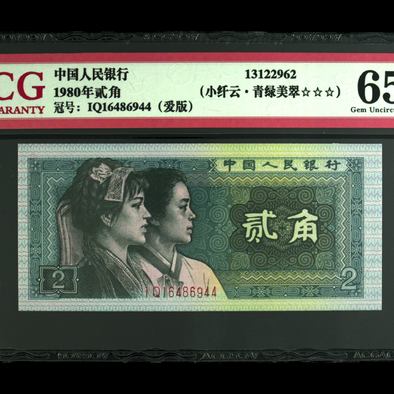 CG
ARANTY
中国人民银行
1980年贰角
冠号：IQ16486944（爱版）
13122962
（小纤云·青绿美翠☆☆☆）
65
Gem Uncirc
中国人民银行
贰角
2
2
IQ16486944